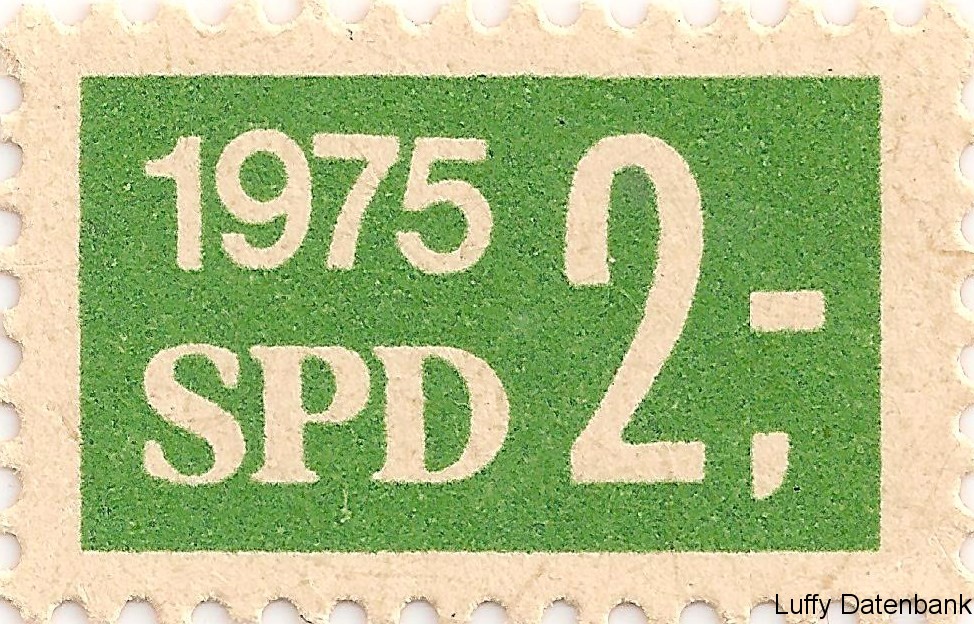 1975
SPD
2,-
Luffy Datenbank